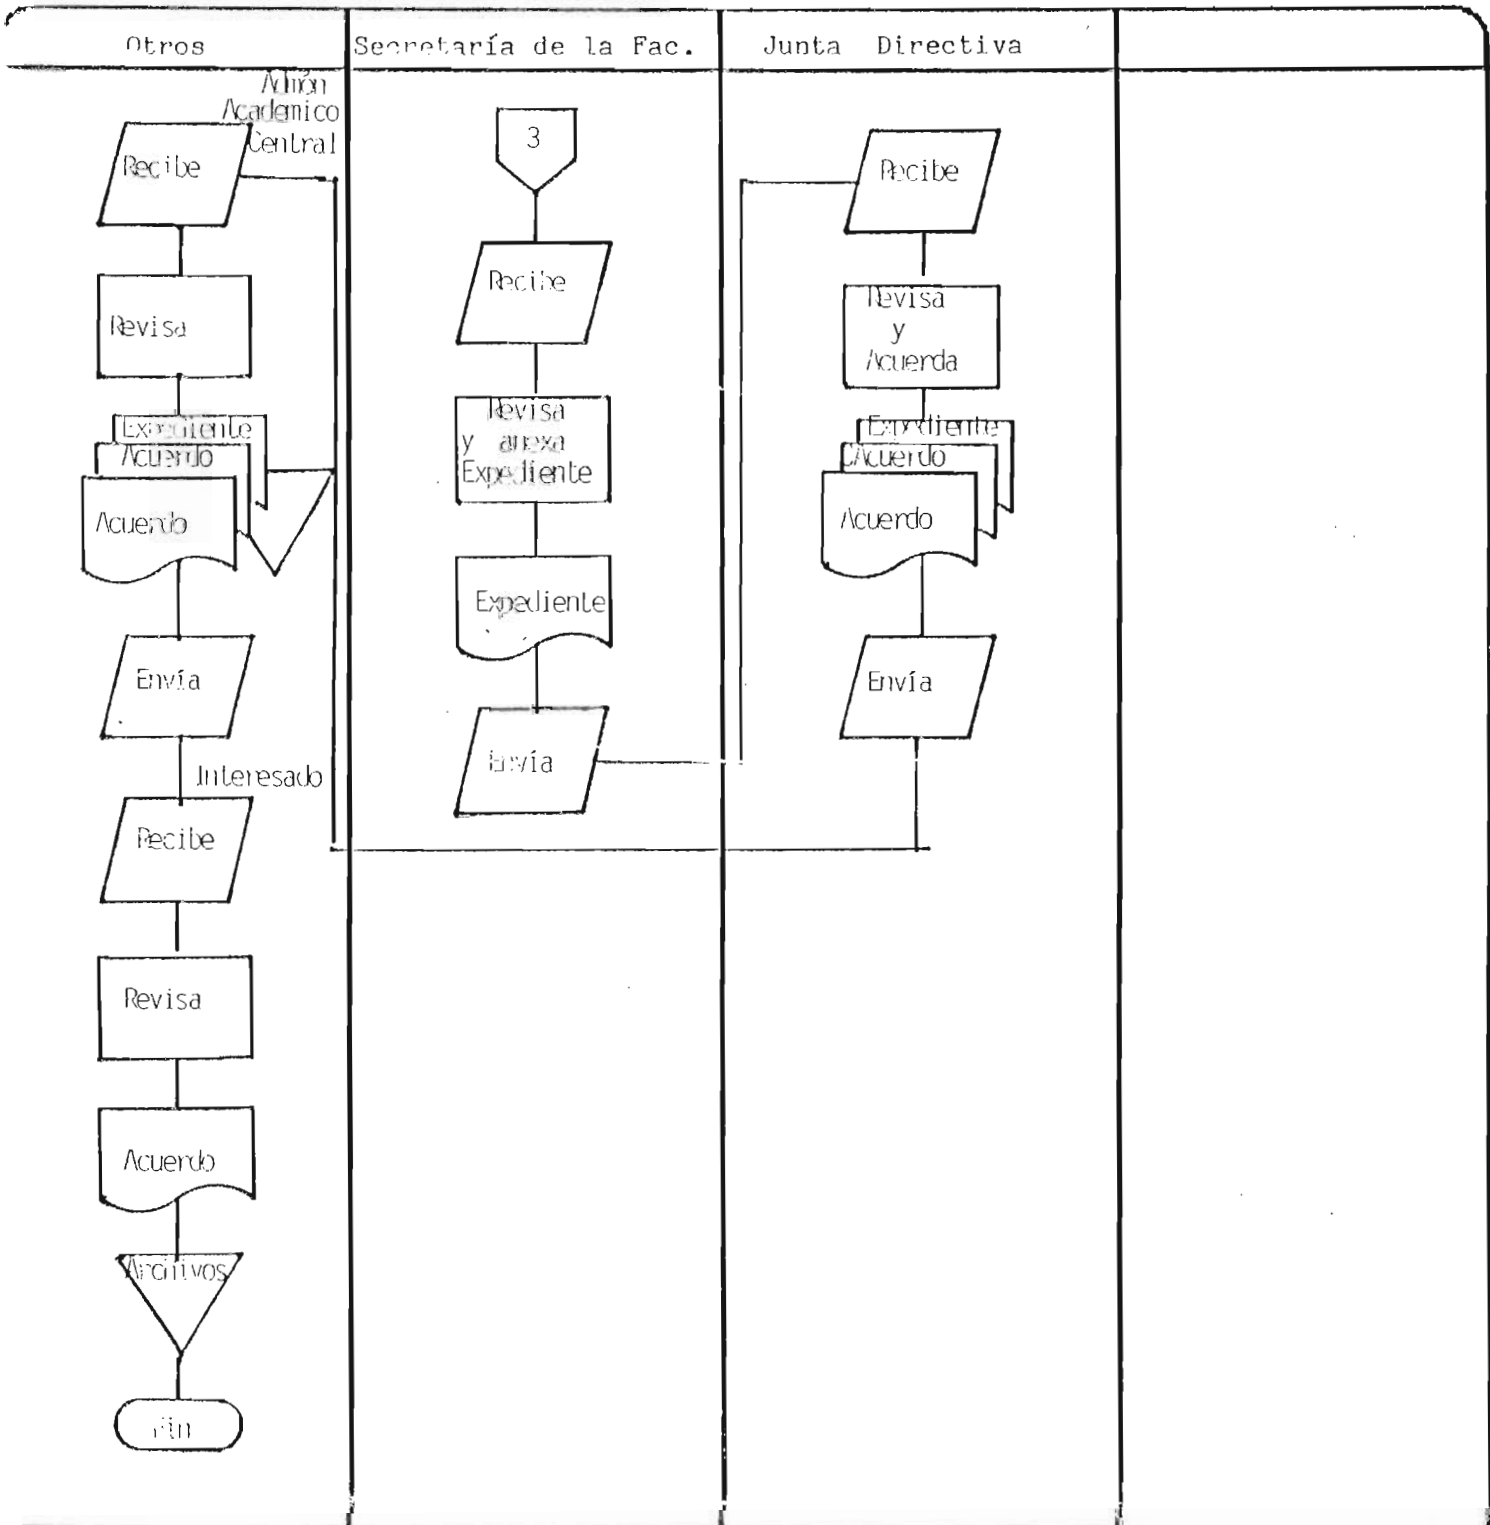 Otros
Secretaría de la Fac.
Junta Directiva
Admón
Academico
Central
Recibe
Revisa
Expediente
Acuerdo
Acuerdo
Envía
Interesado
Recibe
Revisa
Acuerdo
Archivos
Fin
3
Recibe
Revisa
y anexa
Expediente
Expediente
Envía
Recibe
Revisa
y
Acuerda
Expediente
CAcuerdo
Acuerdo
Envía